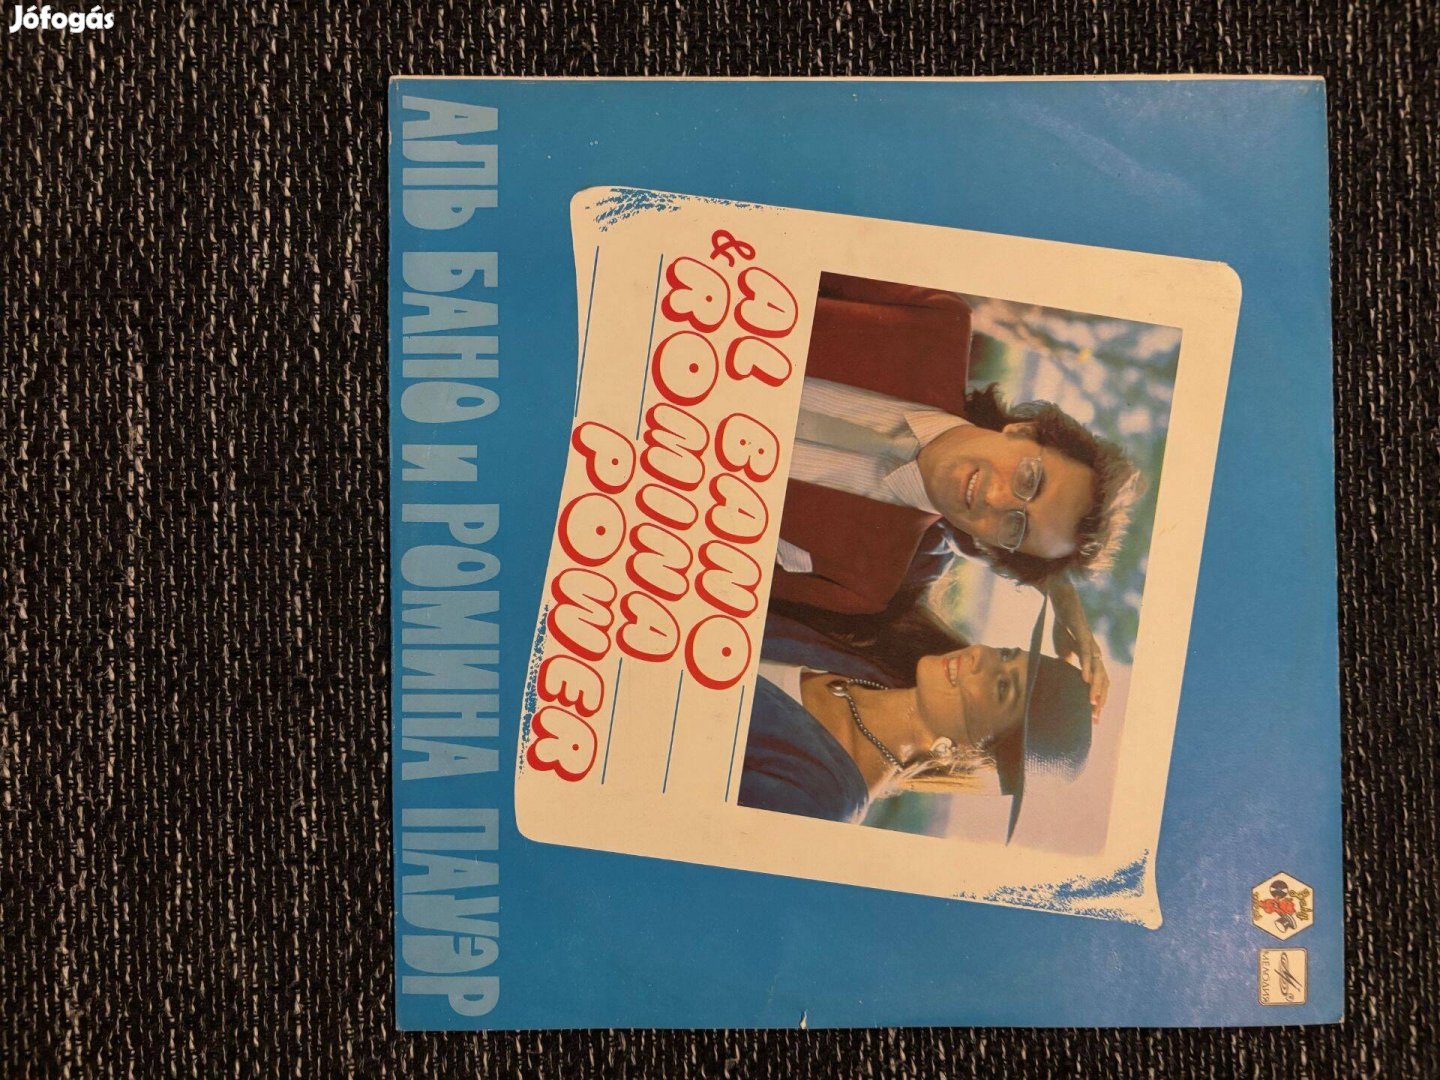 Jófogás
AL BANO
& ROMINA
POWER
АЛЬ БАНО И РОМИНА ПАУЭР
МЕЛОДИЯ